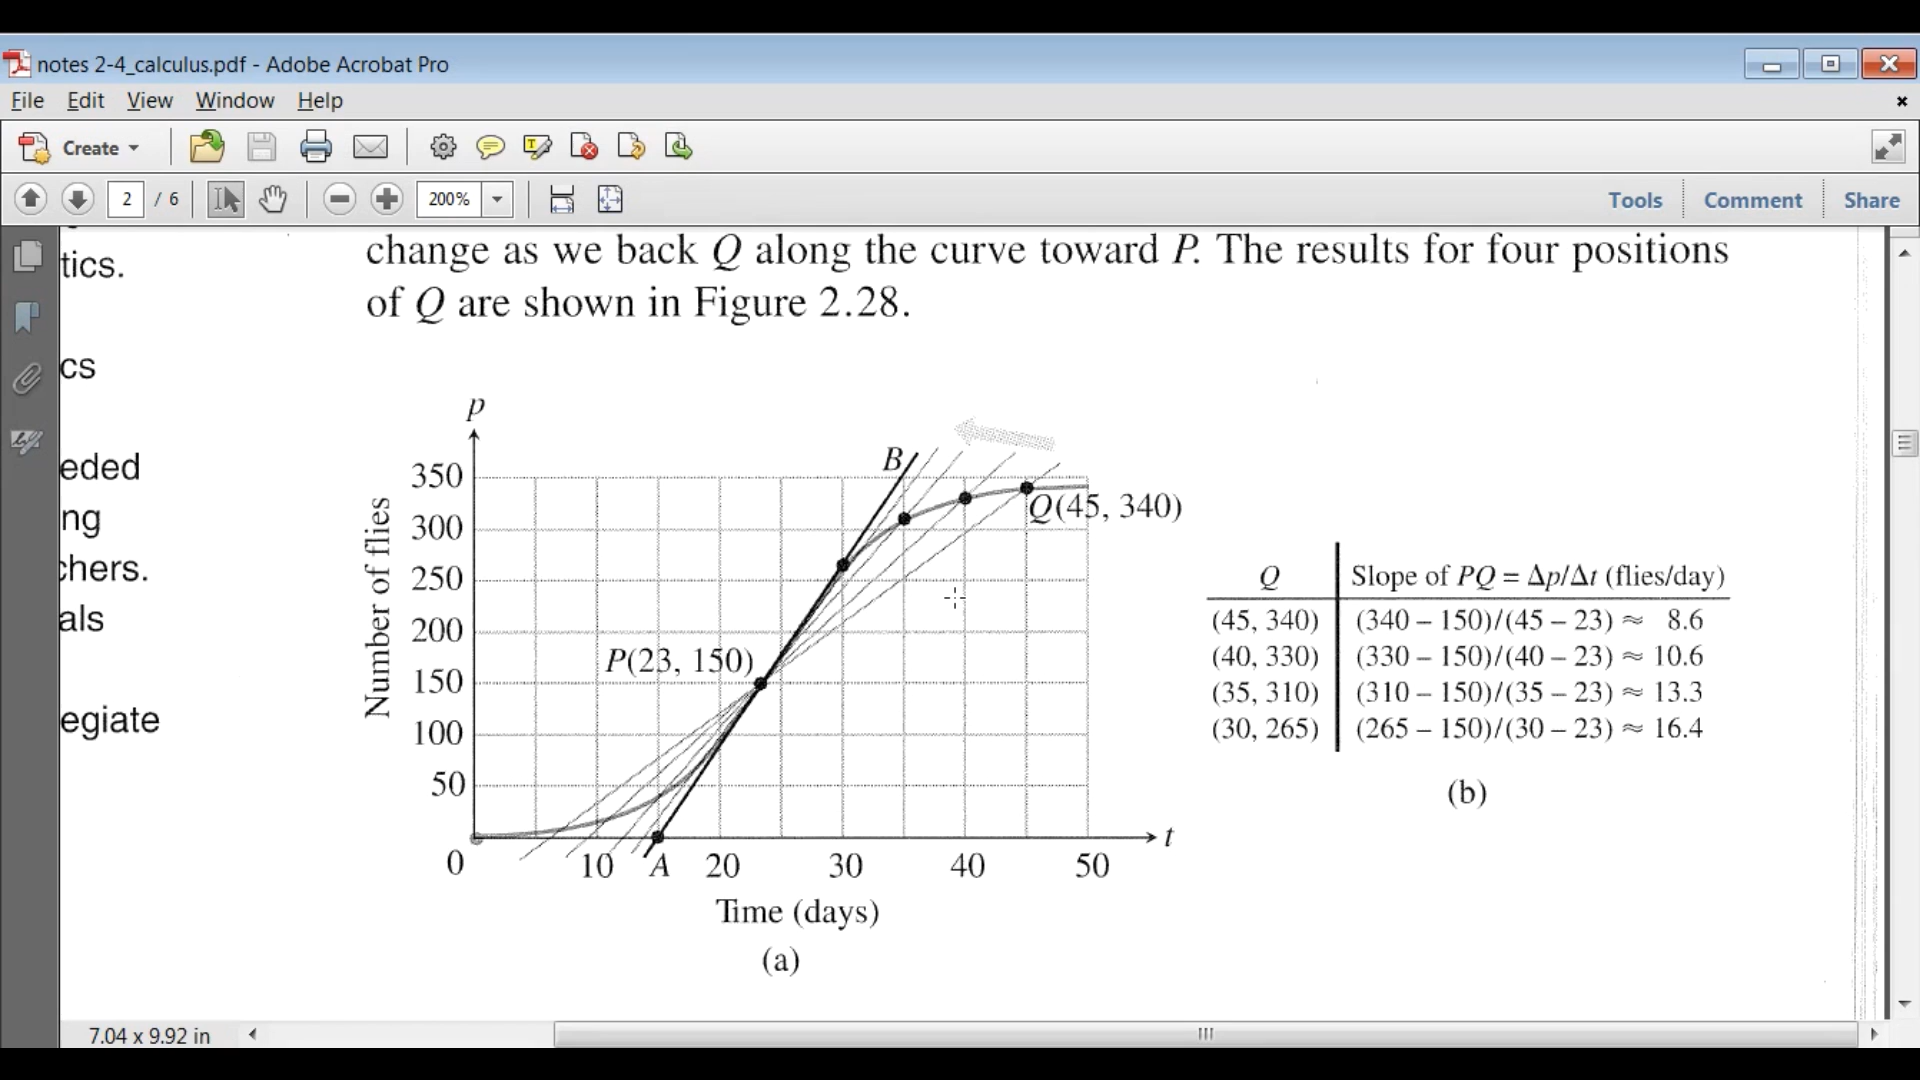 notes 2-4_calculus.pdf - Adobe Acrobat Pro
File Edit View Window Help
Create
2 / 6 200% Tools Comment Share
change as we back Q along the curve toward P. The results for four positions
of Q are shown in Figure 2.28.
tics.
cs
eded
ng
chers.
als
egiate
p
350
300
250
200
150
100
50
0
Number of flies
B
Q(45, 340)
P(23, 150)
10 A 20 30 40 50
t
Time (days)
(a)
Q Slope of PQ = Δp/Δt (flies/day)
(45, 340) (340 – 150)/(45 – 23) ≈ 8.6
(40, 330) (330 – 150)/(40 – 23) ≈ 10.6
(35, 310) (310 – 150)/(35 – 23) ≈ 13.3
(30, 265) (265 – 150)/(30 – 23) ≈ 16.4
(b)
7.04 x 9.92 in